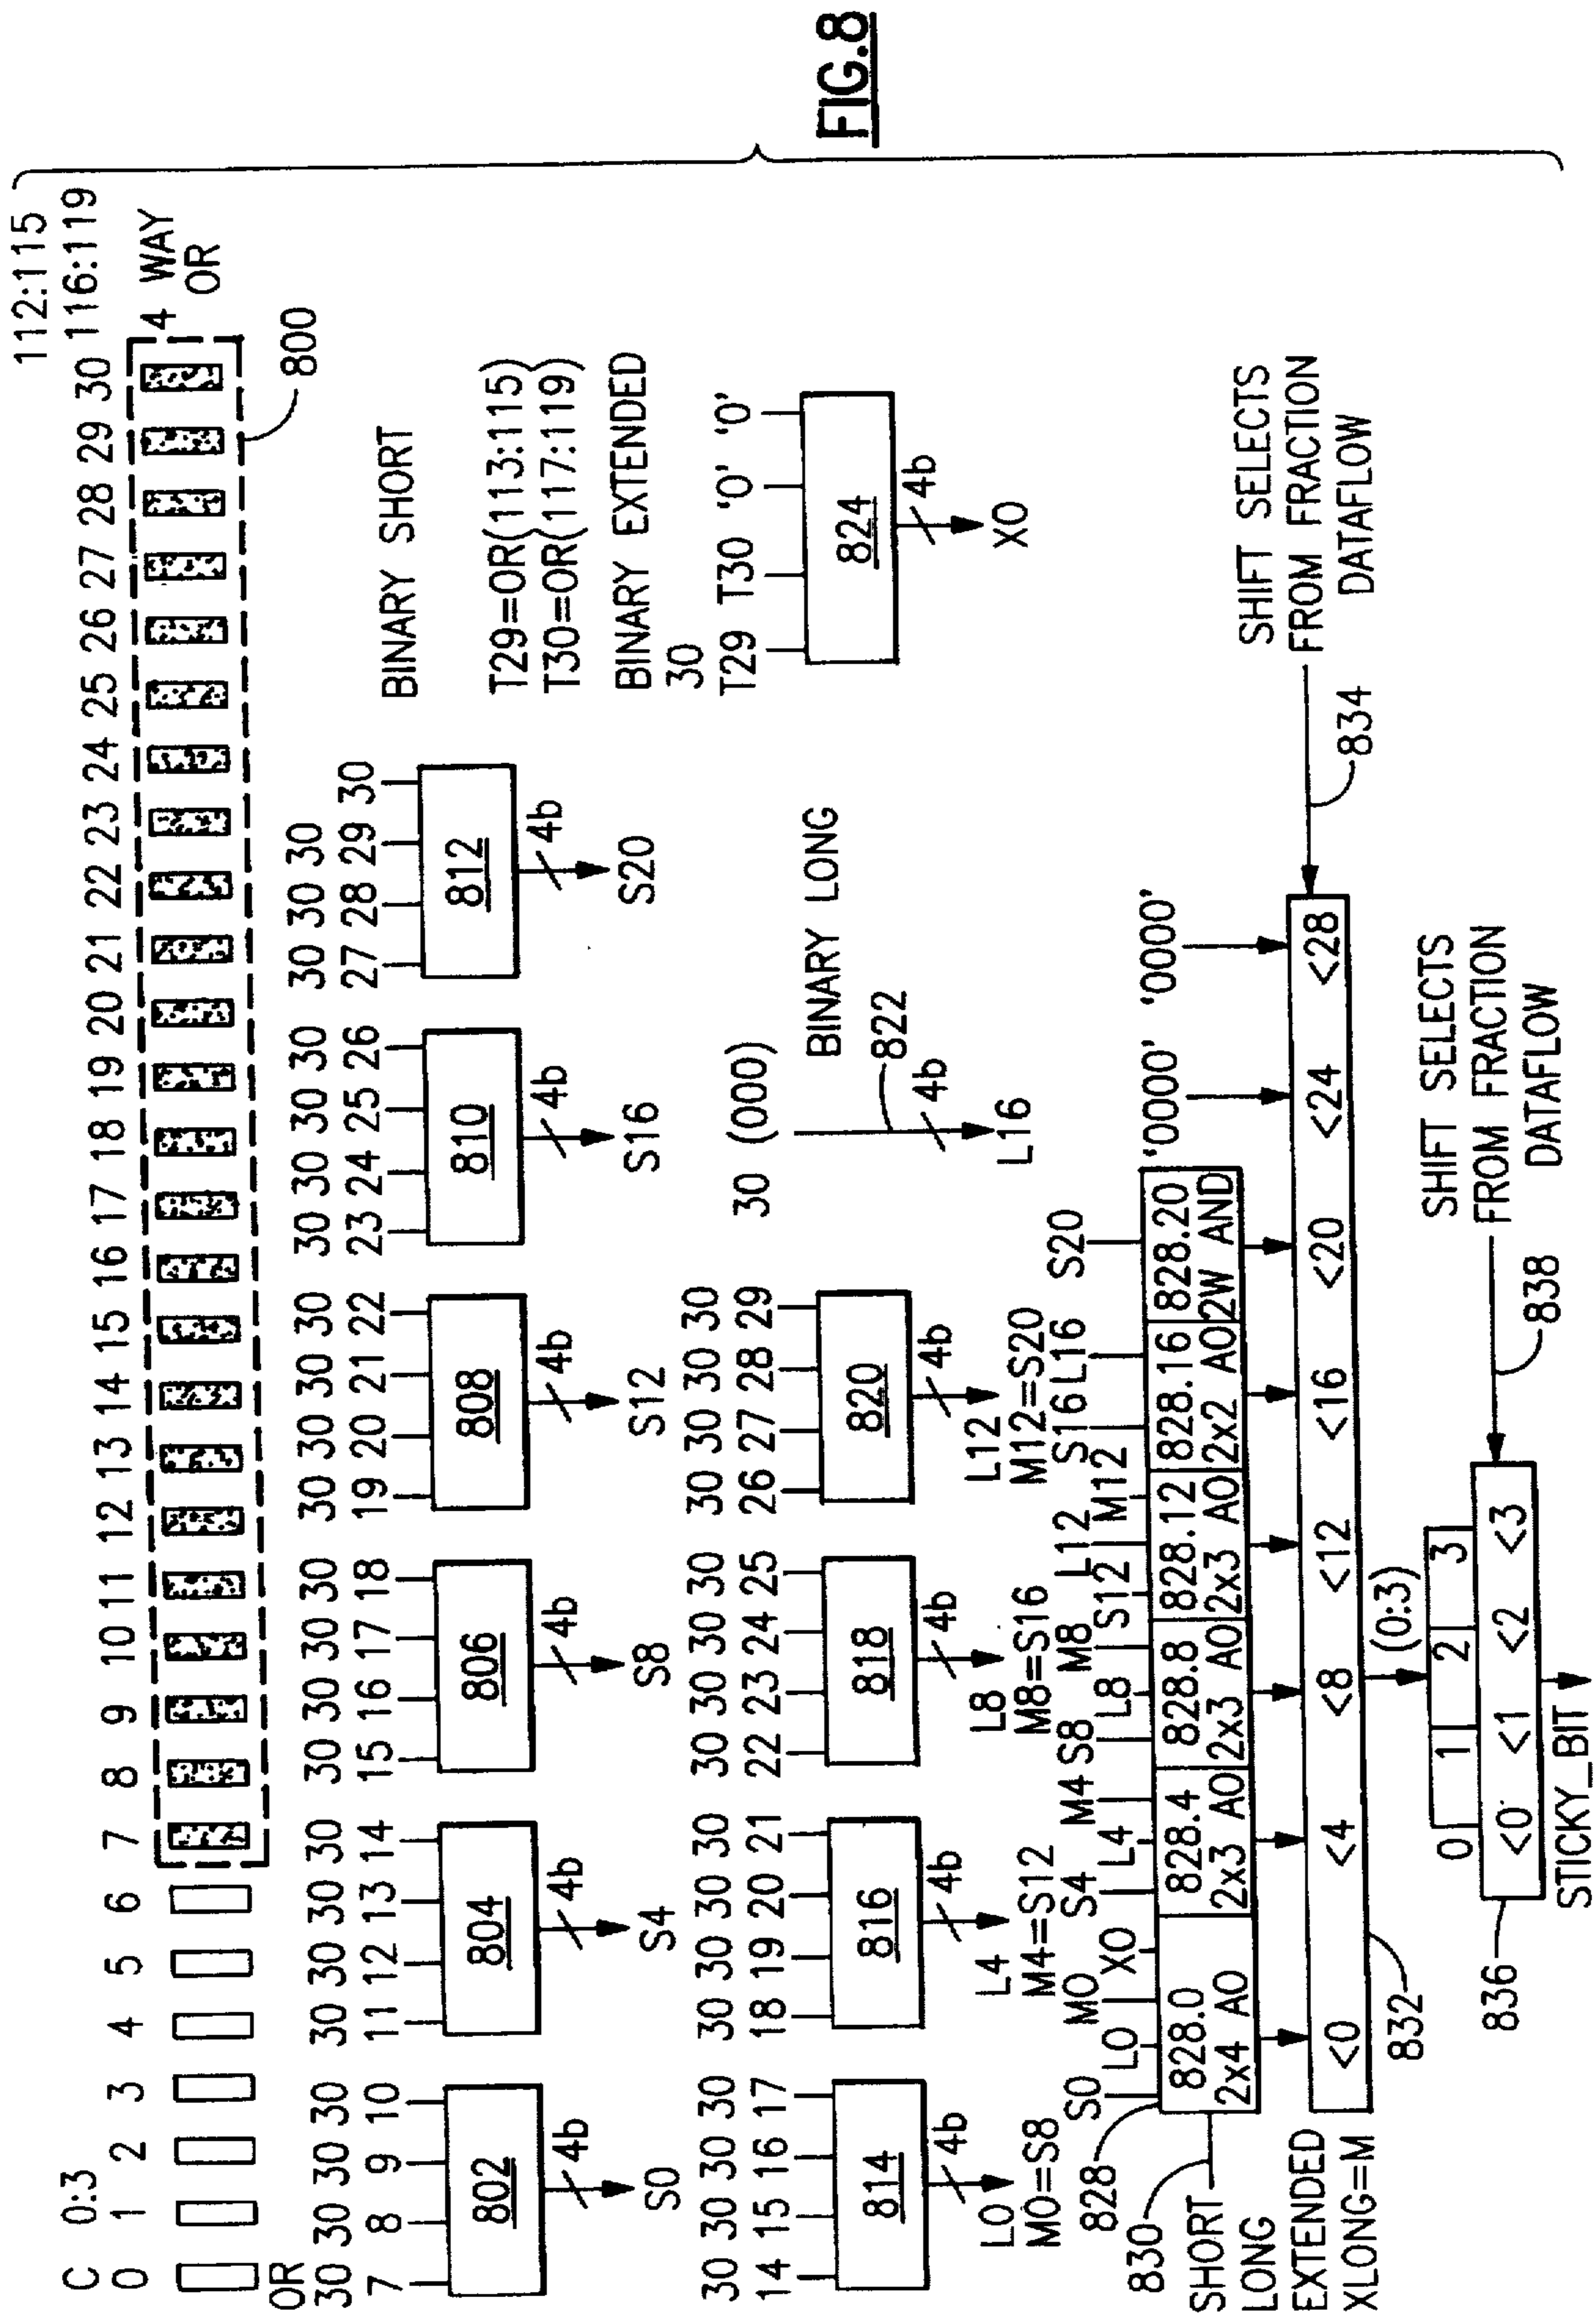 FIG.8
112:115
C 0:3 116:119
0 1 2 3 4 5 6 7 8 9 10 11 12 13 14 15 16 17 18 19 20 21 22 23 24 25 26 27 28 29 30
4 WAY
OR
800
OR
30 30 30 30 30 30 30 30 30 30 30 30 30 30 30 30 30 30 30 30 30 30 30
7 8 9 10 11 12 13 14 15 16 17 18 19 20 21 22 23 24 25 26 27 28 29 30
BINARY SHORT
802 804 806 808 810 812
4b 4b 4b 4b 4b 4b
S0 S4 S8 S12 S16 S20
T29=OR(113:115)
T30=OR(117:119)
BINARY EXTENDED
30
T29 T30 '0' '0'
824
4b
X0
30 30 30 30 30 30 30 30 30 30 30 30 30 30 30 30
14 15 16 17 18 19 20 21 22 23 24 25 26 27 28 29
30 (000)
BINARY LONG
814 816 818 820
822
4b 4b 4b 4b 4b
L0 L4 L8 L12 L16
M0=S8 M4=S12 M8=S16 M12=S20
S0 L0 M0 X0 S4 L4 M4 S8 L8 M8 S12 L12 M12 S16 L16 S20
828
828.0 828.4 828.8 828.12 828.16 828.20
2x4 AO 2x3 AO 2x3 AO 2x3 AO 2x2 AO 2W AND
'0000' '0000'
830
SHORT
LONG
EXTENDED
XLONG=M
SHIFT SELECTS
FROM FRACTION
DATAFLOW
834
<0 <4 <8 <12 <16 <20 <24 <28
832
(0:3)
0 1 2 3
SHIFT SELECTS
FROM FRACTION
DATAFLOW
838
<0 <1 <2 <3
836
STICKY_BIT